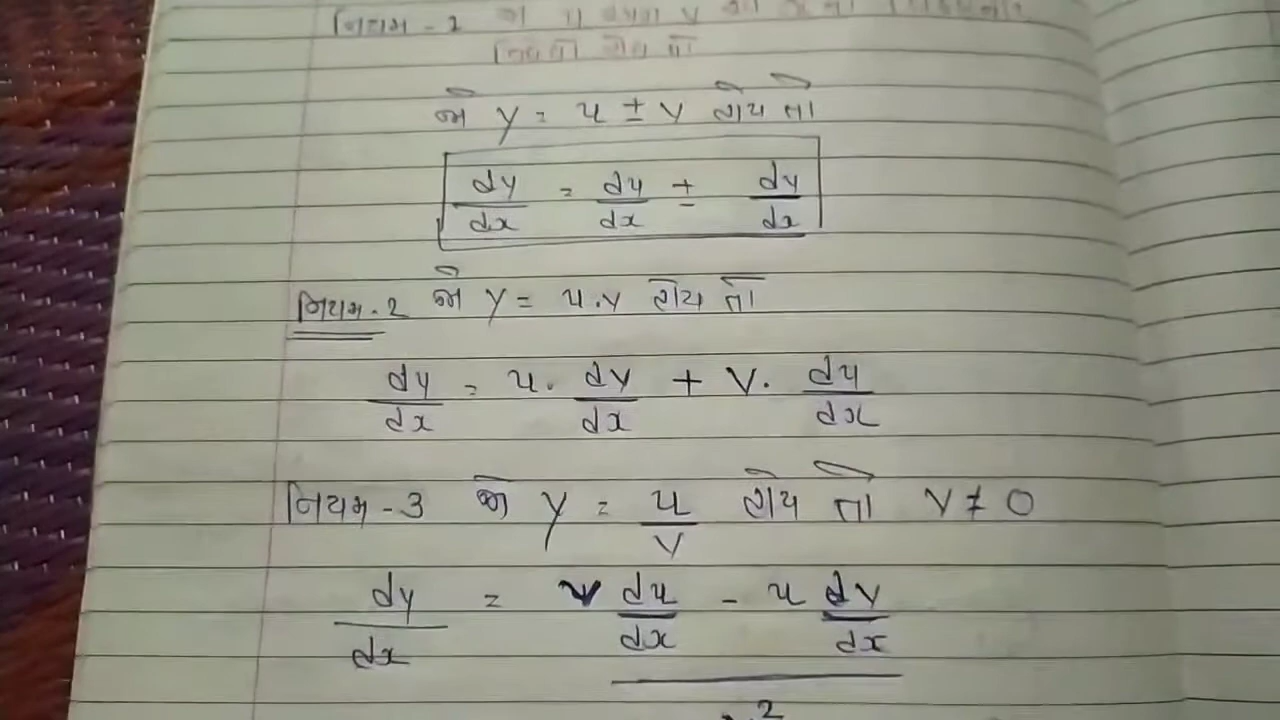 નિયમ - 1
જો y = u ± v હોય તો
dy/dx = du/dx ± dv/dx
નિયમ - 2 જો y = u.v હોય તો
dy/dx = u. dv/dx + v. du/dx
નિયમ - 3 જો y = u/v હોય તો v ≠ 0
dy/dx = v du/dx - u dv/dx
2